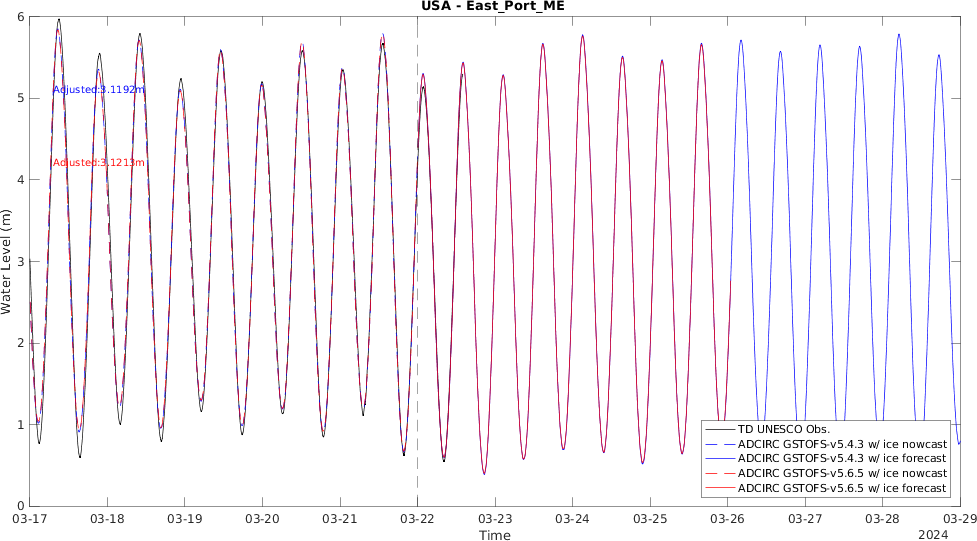 USA - East_Port_ME
6
5
4
3
2
1
0
Water Level (m)
Adjusted:3.1192m
Adjusted:3.1213m
TD UNESCO Obs.
ADCIRC GSTOFS-v5.4.3 w/ ice nowcast
ADCIRC GSTOFS-v5.4.3 w/ ice forecast
ADCIRC GSTOFS-v5.6.5 w/ ice nowcast
ADCIRC GSTOFS-v5.6.5 w/ ice forecast
03-17 03-18 03-19 03-20 03-21 03-22 03-23 03-24 03-25 03-26 03-27 03-28 03-29
Time
2024